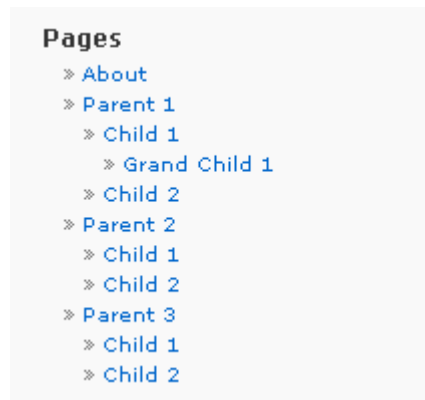 Pages
» About
» Parent 1
» Child 1
» Grand Child 1
» Child 2
» Parent 2
» Child 1
» Child 2
» Parent 3
» Child 1
» Child 2